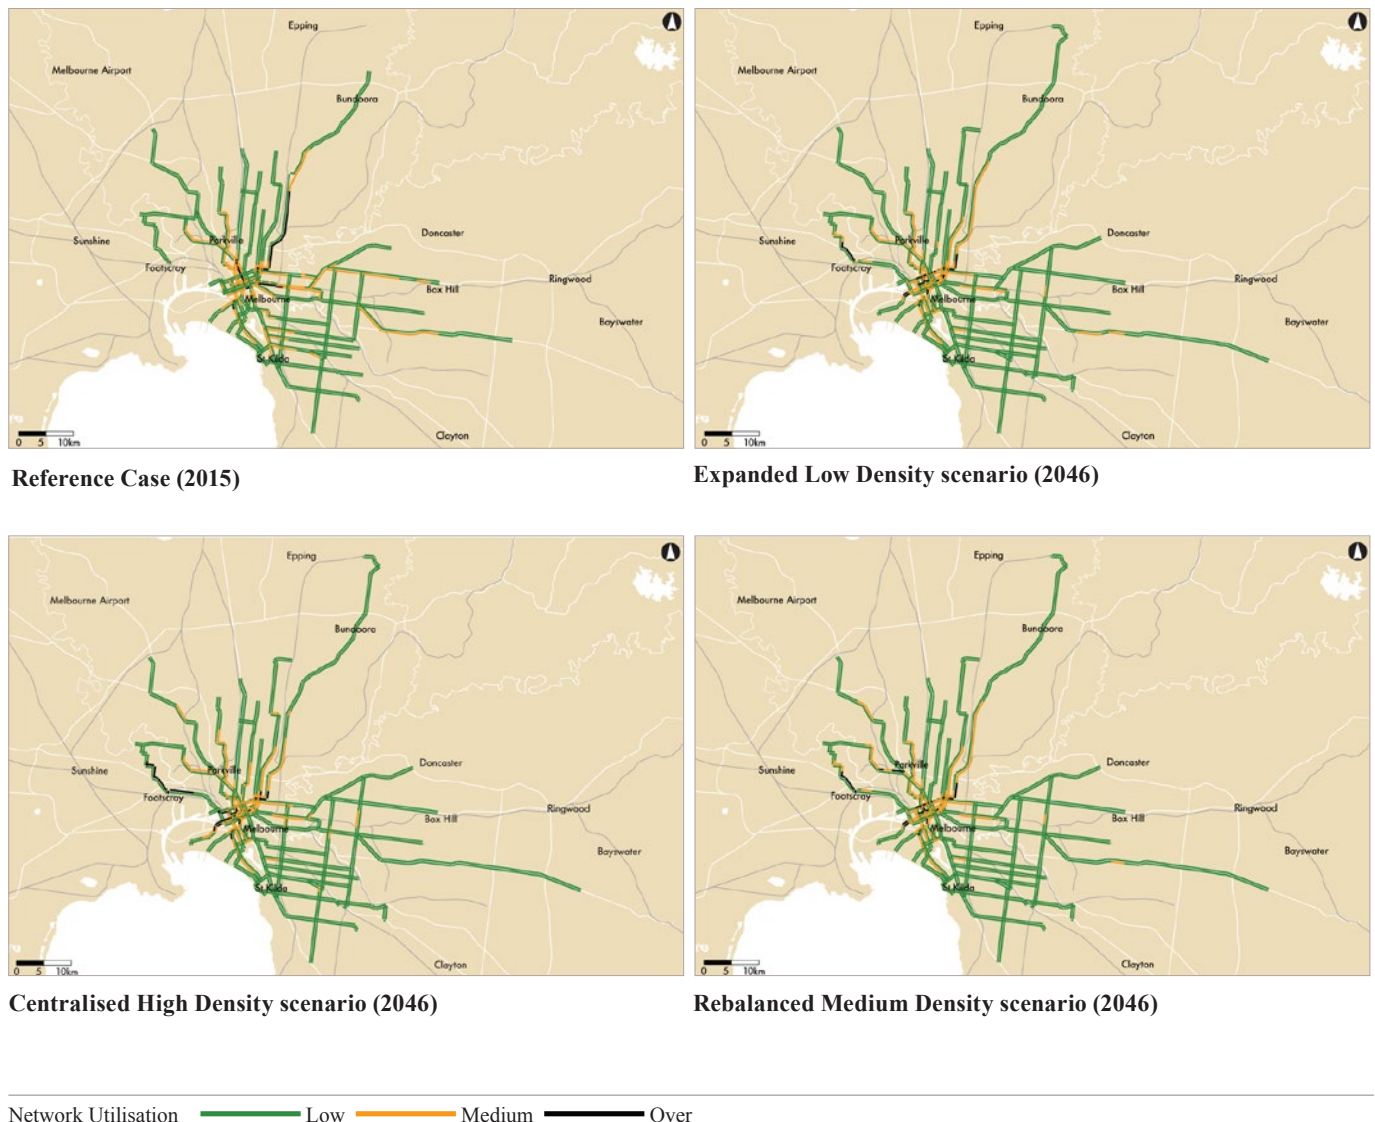 Epping
Melbourne Airport
Bundoora
Doncaster
Sunshine
Parkville
Footscray
Ringwood
Box Hill
Melbourne
Bayswater
St Kilda
Clayton
0 5 10km
Reference Case (2015)
Epping
Melbourne Airport
Bundoora
Doncaster
Sunshine
Parkville
Footscray
Ringwood
Box Hill
Melbourne
Bayswater
St Kilda
Clayton
0 5 10km
Expanded Low Density scenario (2046)
Epping
Melbourne Airport
Bundoora
Doncaster
Sunshine
Parkville
Footscray
Ringwood
Box Hill
Melbourne
Bayswater
St Kilda
Clayton
0 5 10km
Centralised High Density scenario (2046)
Epping
Melbourne Airport
Bundoora
Doncaster
Sunshine
Parkville
Footscray
Ringwood
Box Hill
Melbourne
Bayswater
St Kilda
Clayton
0 5 10km
Rebalanced Medium Density scenario (2046)
Network Utilisation Low Medium Over